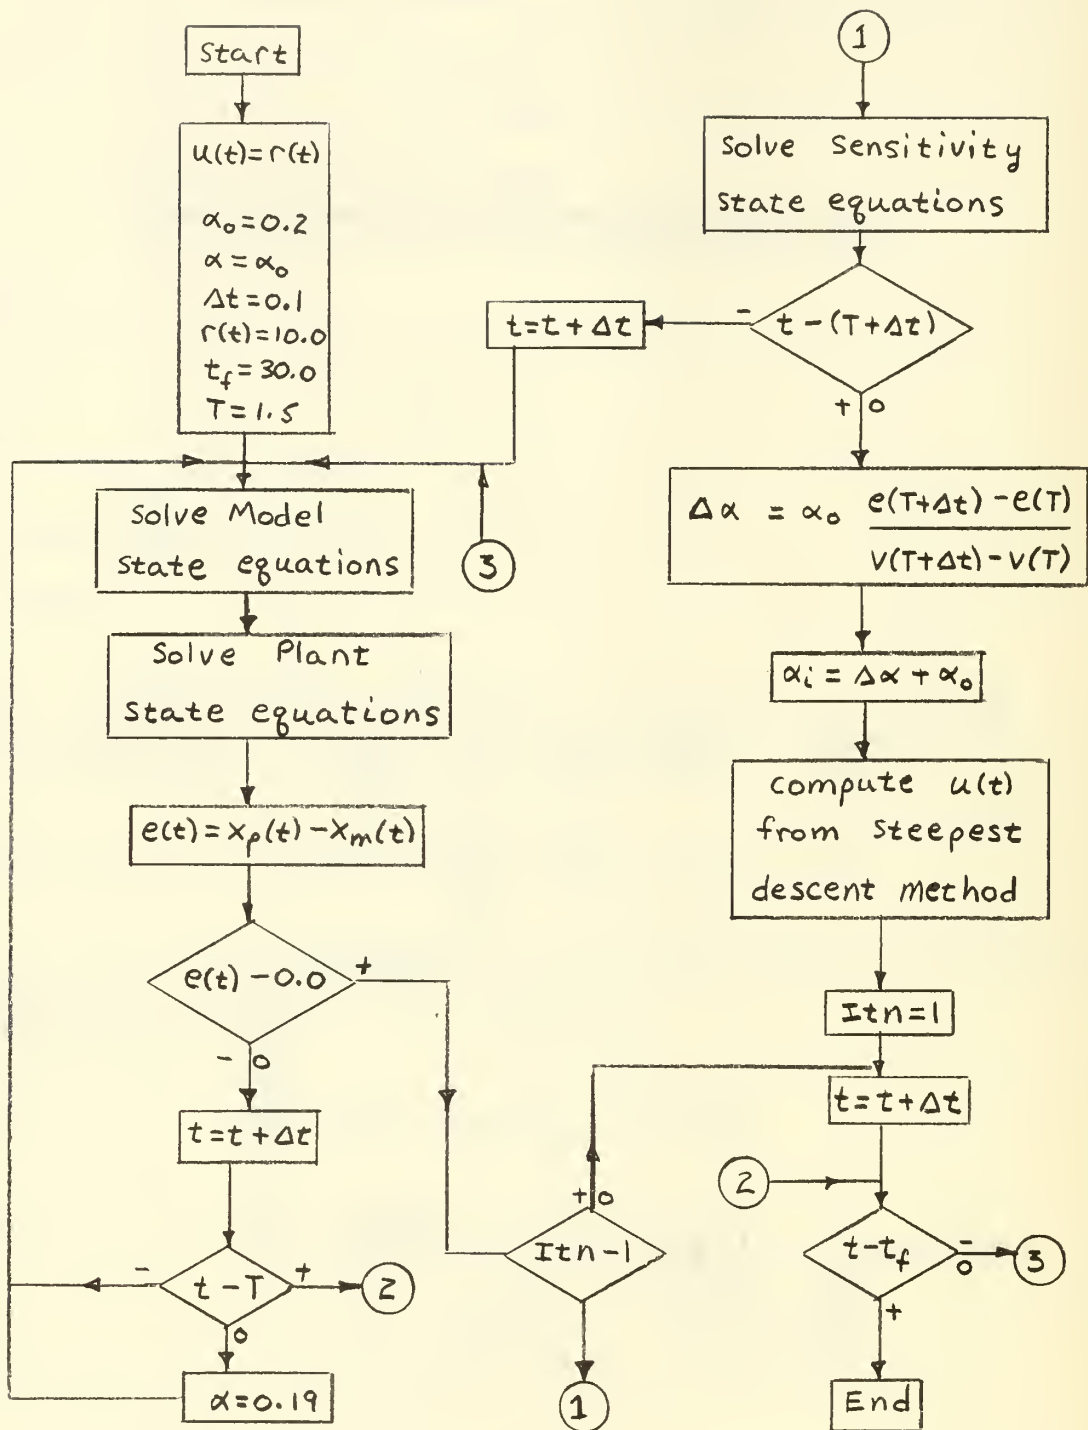 Start
u(t)=r(t)
α₀=0.2
α=α₀
Δt=0.1
r(t)=10.0
t_f=30.0
T=1.5
Solve Model
state equations
3
Solve Plant
state equations
e(t)=x_p(t)-x_m(t)
e(t)-0.0
+
- 0
t=t+Δt
- t-T +
2
0
α=0.19
1
Solve Sensitivity
state equations
t=t+Δt
- t-(T+Δt)
+ 0
Δα = α₀ e(T+Δt)-e(T)
V(T+Δt)-V(T)
αᵢ=Δα+α₀
compute u(t)
from steepest
descent method
Itn=1
t=t+Δt
2
+ 0
Itn-1
1
t-t_f
-
0
3
+
End